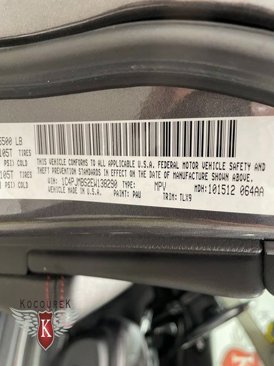 6500 LB
105T TIRES
PSI COLD
105T TIRES
PSI COLD
THIS VEHICLE CONFORMS TO ALL APPLICABLE U.S.A. FEDERAL MOTOR VEHICLE SAFETY AND
THEFT PREVENTION STANDARDS IN EFFECT ON THE DATE OF MANUFACTURE SHOWN ABOVE.
VIN: 1C4PJMBS2EW136290 TYPE: MPV MDH: 101512 064AA
VEHICLE MADE IN U.S.A. PAINT: PAU TRIM: TLX9
KOCOUREK
K